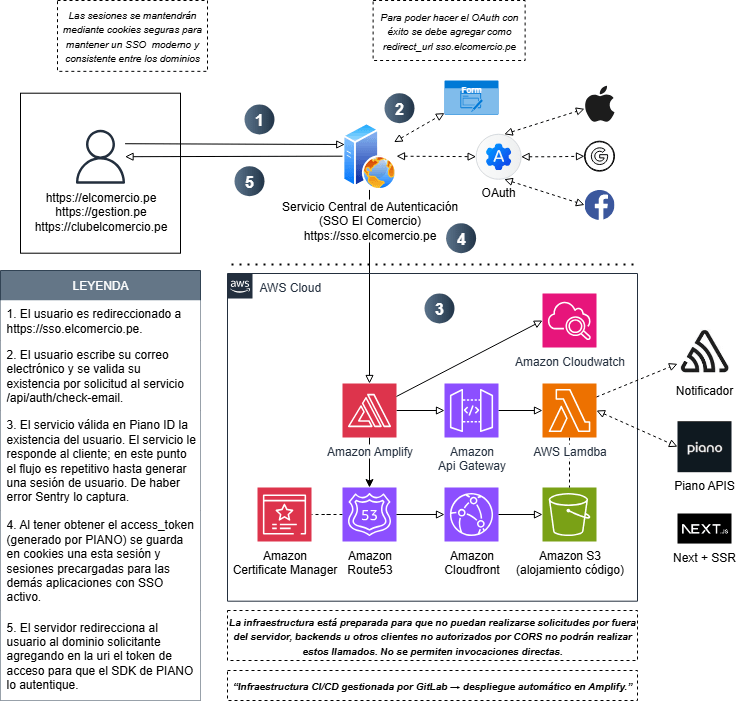 Las sesiones se mantendrán
mediante cookies seguras para
mantener un SSO moderno y
consistente entre los dominios
Para poder hacer el OAuth con
éxito se debe agregar como
redirect_url sso.elcomercio.pe
Form
1
2
5
A
G
OAuth
https://elcomercio.pe
https://gestion.pe
https://clubelcomercio.pe
Servicio Central de Autenticación
(SSO El Comercio)
https://sso.elcomercio.pe
4
LEYENDA
1. El usuario es redireccionado a
https://sso.elcomercio.pe.
2. El usuario escribe su correo
electrónico y se valida su
existencia por solicitud al servicio
/api/auth/check-email.
3. El servicio válida en Piano ID la
existencia del usuario. El servicio le
responde al cliente; en este punto
el flujo es repetitivo hasta generar
una sesión de usuario. De haber
error Sentry lo captura.
4. Al tener obtener el access_token
(generado por PIANO) se guarda
en cookies una esta sesión y
sesiones precargadas para las
demás aplicaciones con SSO
activo.
5. El servidor redirecciona al
usuario al dominio solicitante
agregando en la uri el token de
acceso para que el SDK de PIANO
lo autentique.
aws
AWS Cloud
3
Amazon Cloudwatch
Amazon Amplify
Amazon
Api Gateway
AWS Lamdba
Notificador
piano
Piano APIS
53
Amazon
Certificate Manager
Amazon
Route53
Amazon
Cloudfront
Amazon S3
(alojamiento código)
NEXT.JS
Next + SSR
La infraestructura está preparada para que no puedan realizarse solicitudes por fuera
del servidor, backends u otros clientes no autorizados por CORS no podrán realizar
estos llamados. No se permiten invocaciones directas.
“Infraestructura CI/CD gestionada por GitLab → despliegue automático en Amplify.”